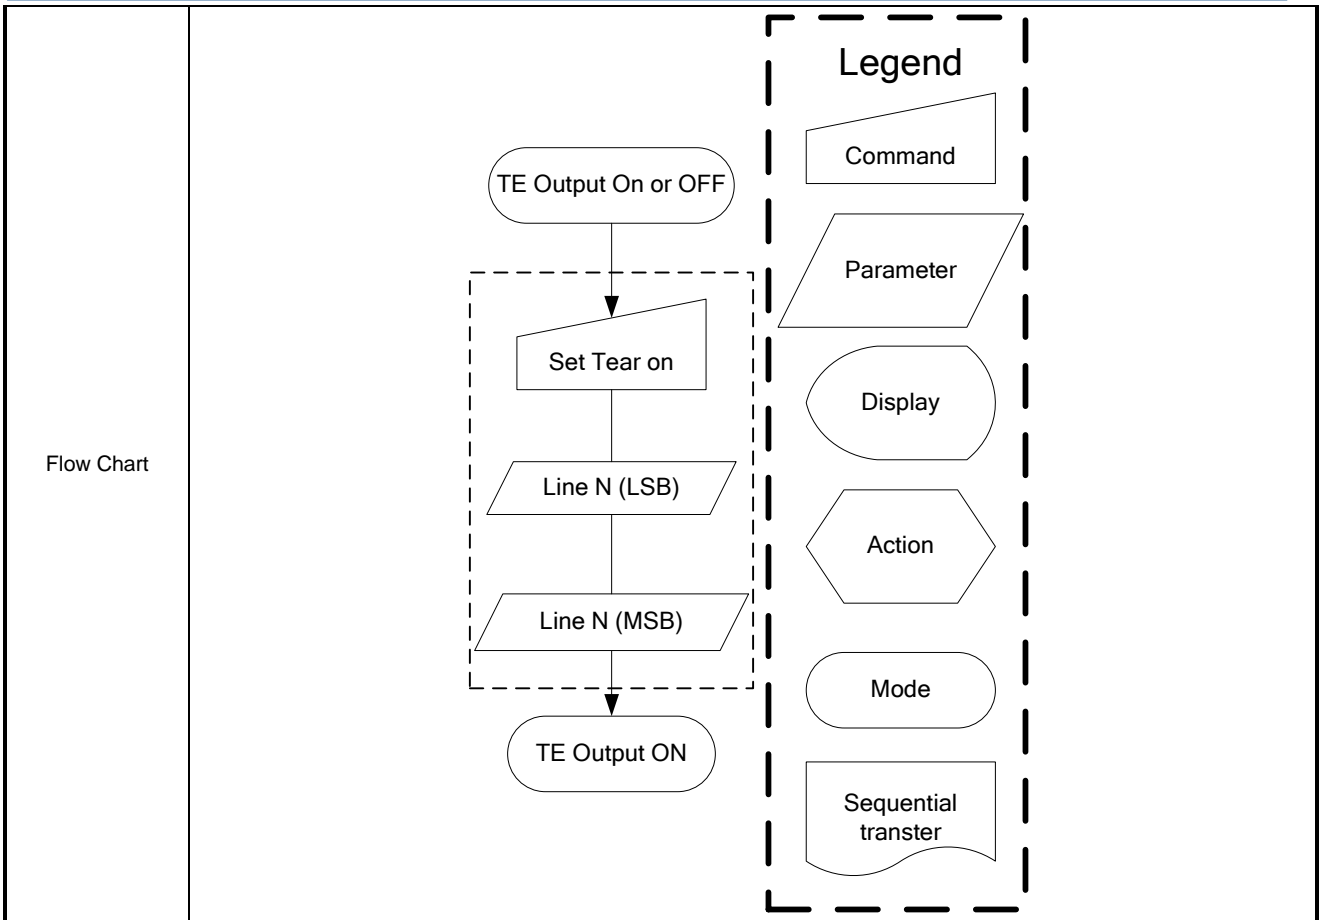 Flow Chart
TE Output On or OFF
Set Tear on
Line N (LSB)
Line N (MSB)
TE Output ON
Legend
Command
Parameter
Display
Action
Mode
Sequential
transter